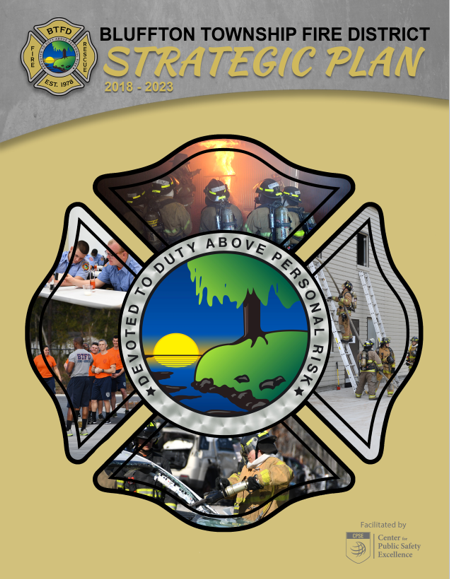 BTFD
FIRE
RESCUE
EST. 1978
BLUFFTON TOWNSHIP FIRE DISTRICT
STRATEGIC PLAN
2018 - 2023
★ DEVOTED TO DUTY ABOVE PERSONAL RISK ★
Facilitated by
CPSE
Center for
Public Safety
Excellence